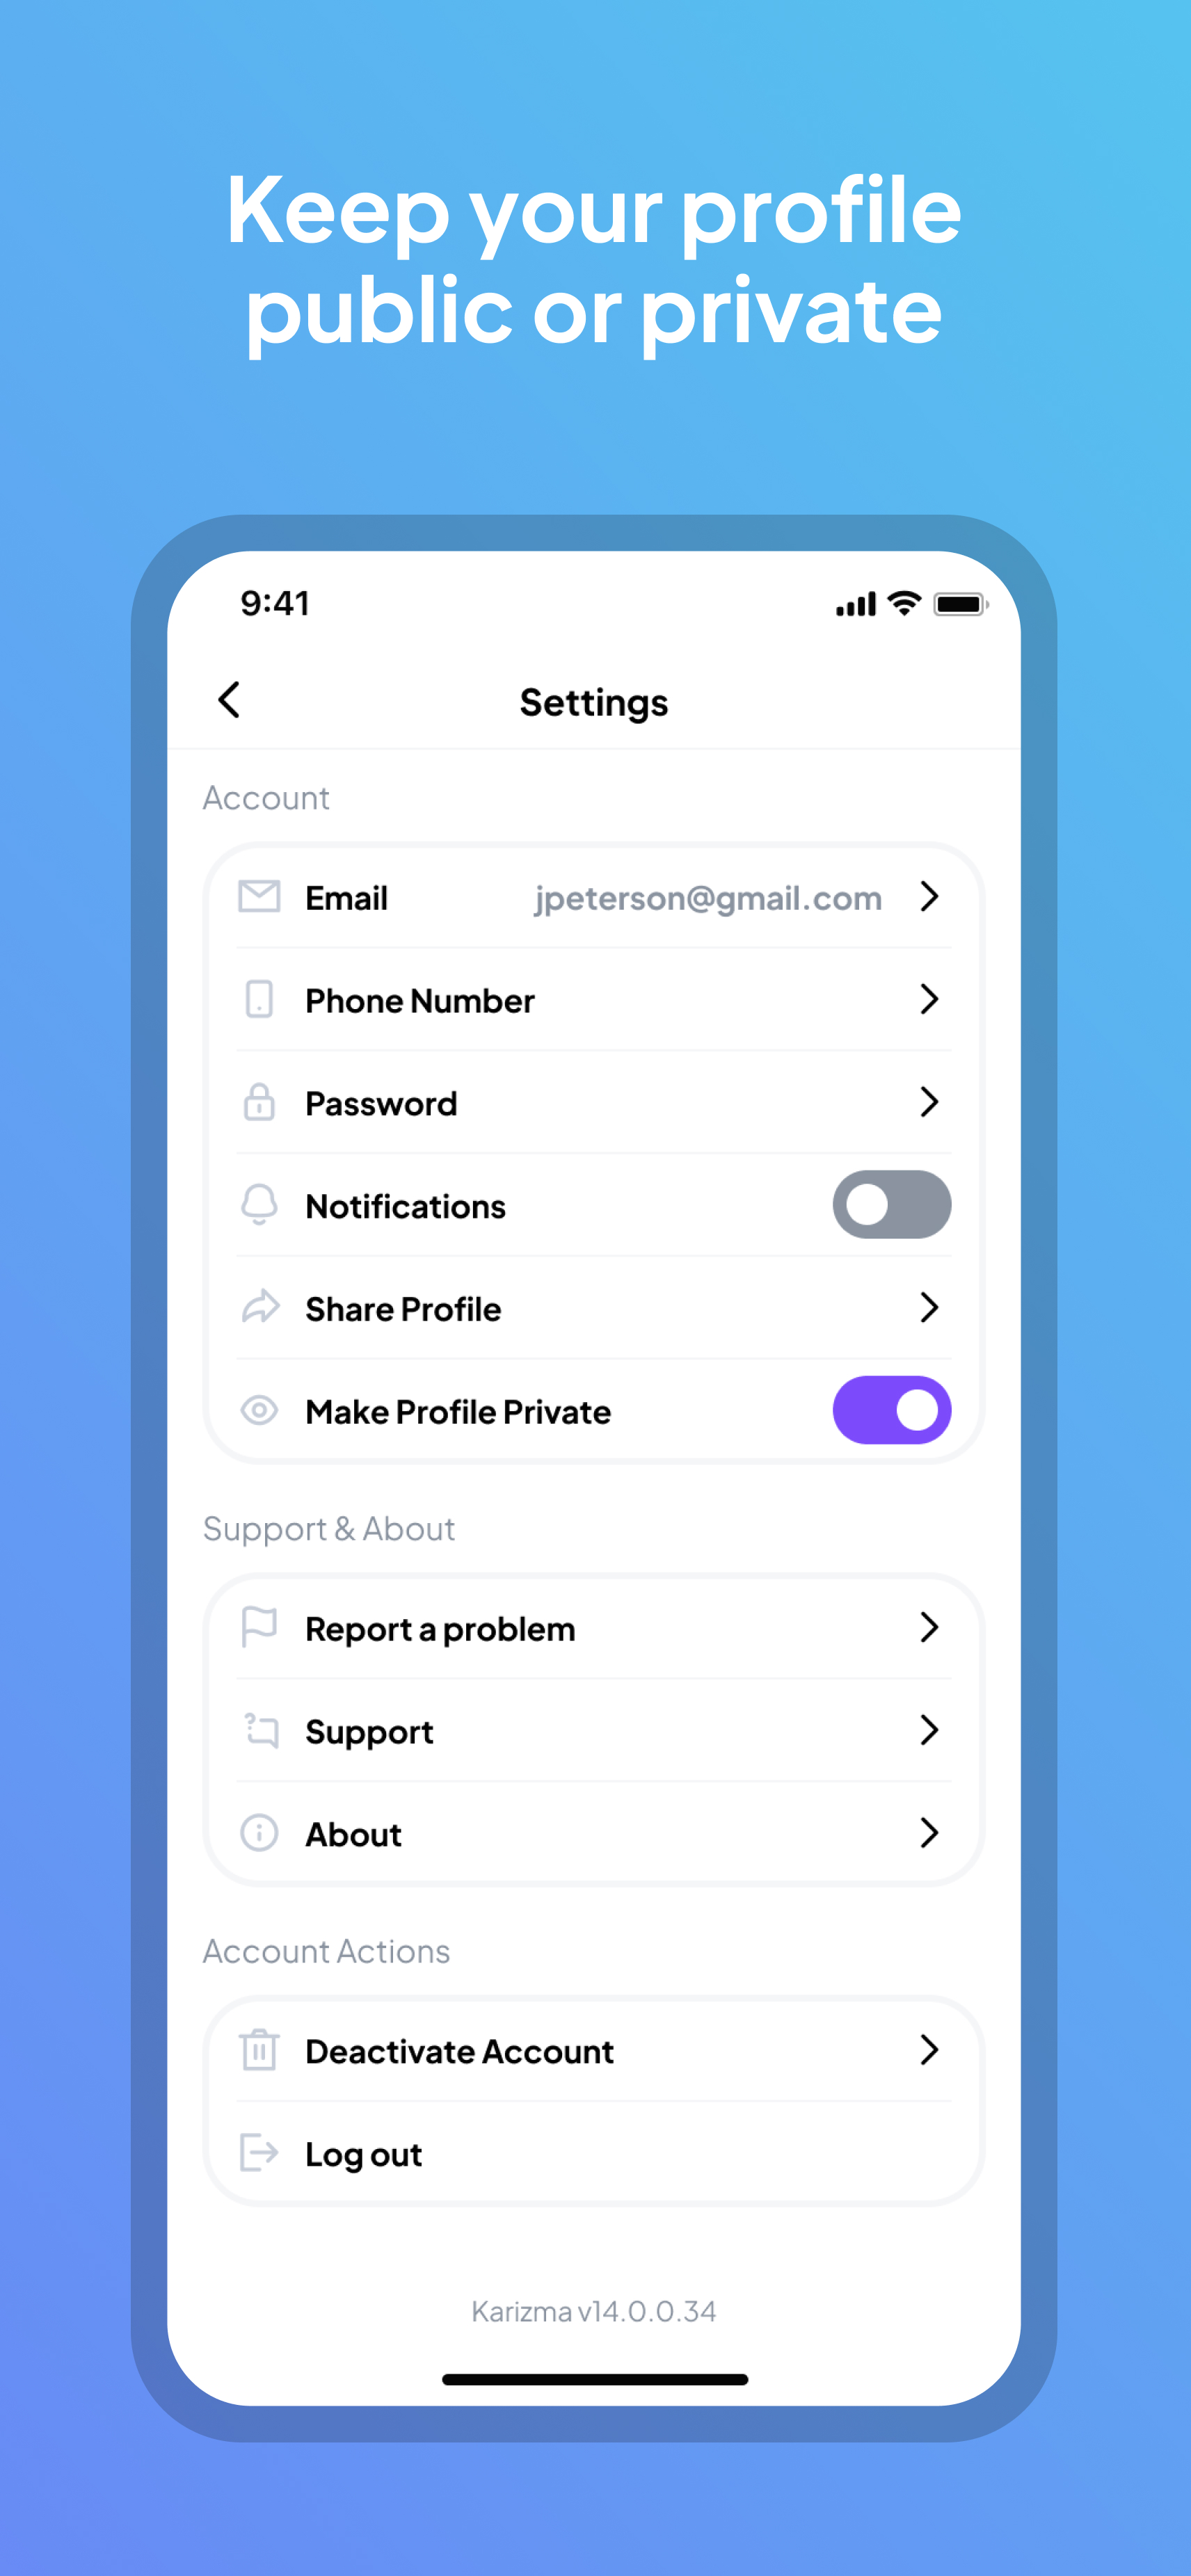 Keep your profile
public or private
9:41
Settings
Account
Email jpeterson@gmail.com
Phone Number
Password
Notifications
Share Profile
Make Profile Private
Support & About
Report a problem
Support
About
Account Actions
Deactivate Account
Log out
Karizma v14.0.0.34